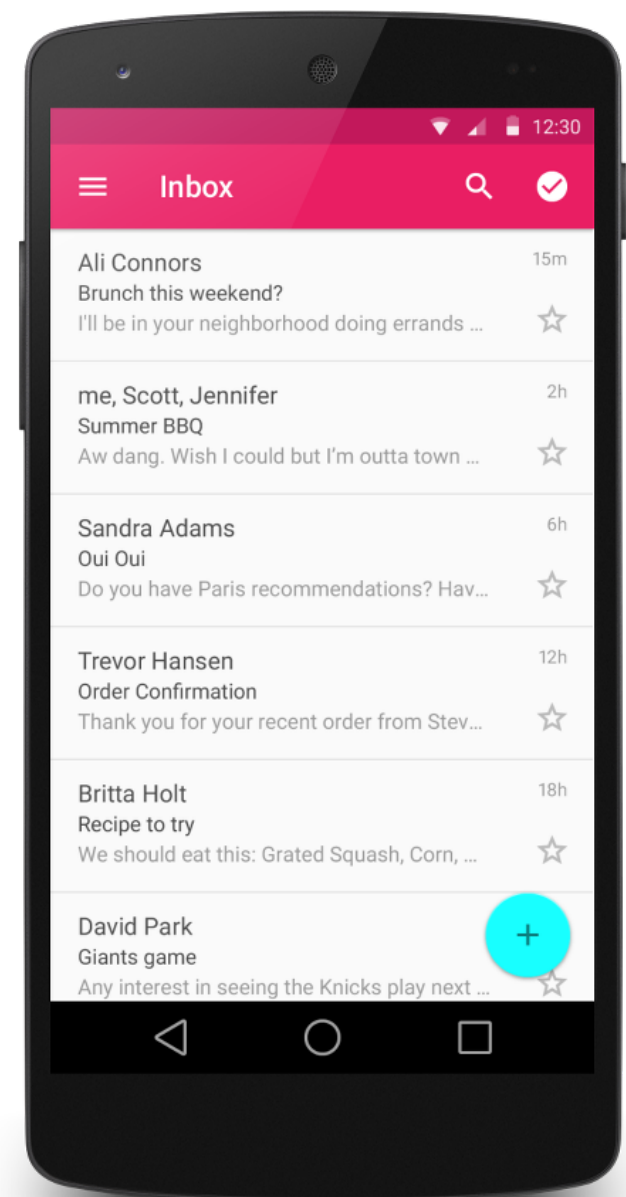 12:30
Inbox
Ali Connors 15m
Brunch this weekend?
I'll be in your neighborhood doing errands ...
me, Scott, Jennifer 2h
Summer BBQ
Aw dang. Wish I could but I'm outta town ...
Sandra Adams 6h
Oui Oui
Do you have Paris recommendations? Hav...
Trevor Hansen 12h
Order Confirmation
Thank you for your recent order from Stev...
Britta Holt 18h
Recipe to try
We should eat this: Grated Squash, Corn, ...
David Park
Giants game
Any interest in seeing the Knicks play next ...